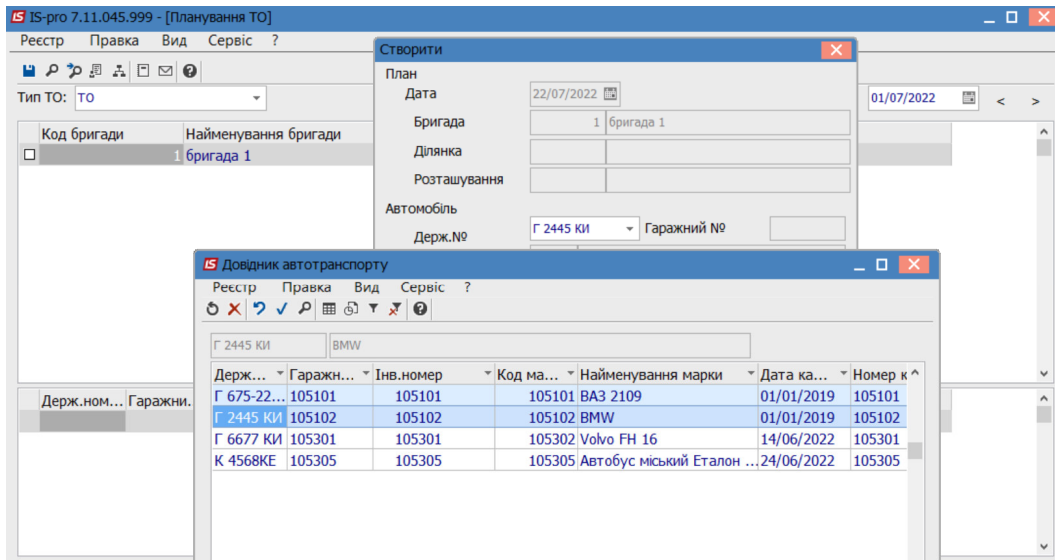 IS-pro 7.11.045.999 - [Планування ТО]
Реєстр Правка Вид Сервіс ?
Тип ТО: ТО
01/07/2022 < >
Код бригади Найменування бригади
1 бригада 1
Створити
План
Дата 22/07/2022
Бригада 1 бригада 1
Ділянка
Розташування
Автомобіль
Держ.№ Г 2445 КИ Гаражний №
Держ.ном... Гаражни.
Довідник автотранспорту
Реєстр Правка Вид Сервіс ?
Г 2445 КИ BMW
Держ... Гаражн... Інв.номер Код ма... Найменування марки Дата ка... Номер к
Г 675-22... 105101 105101 105101 ВАЗ 2109 01/01/2019 105101
Г 2445 КИ 105102 105102 105102 BMW 01/01/2019 105102
Г 6677 КИ 105301 105301 105302 Volvo FH 16 14/06/2022 105301
К 4568КЕ 105305 105305 105305 Автобус міський Еталон ... 24/06/2022 105305